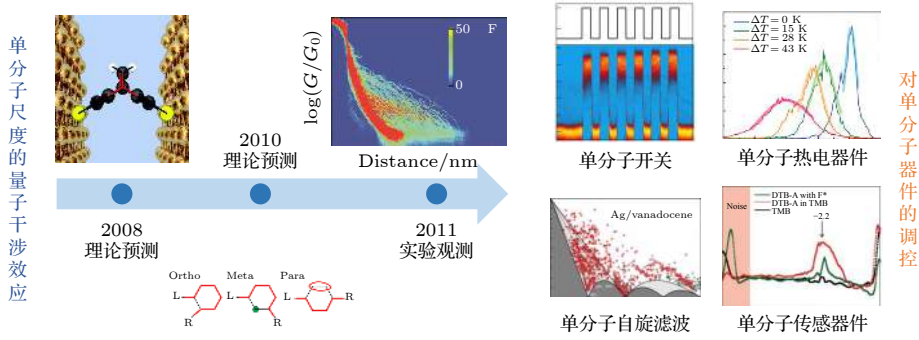 单分子尺度的量子干涉效应
log(G/G₀)
50
F
0
Distance/nm
2010
理论预测
2008
理论预测
2011
实验观测
Ortho
Meta
Para
L
R
L
L
R
R
单分子开关
ΔT = 0 K
ΔT = 15 K
ΔT = 28 K
ΔT = 43 K
单分子热电器件
Ag/vanadocene
单分子自旋滤波
Noise
DTB-A with F*
DTB-A in TMB
TMB
−2.2
单分子传感器件
对单分子器件的调控